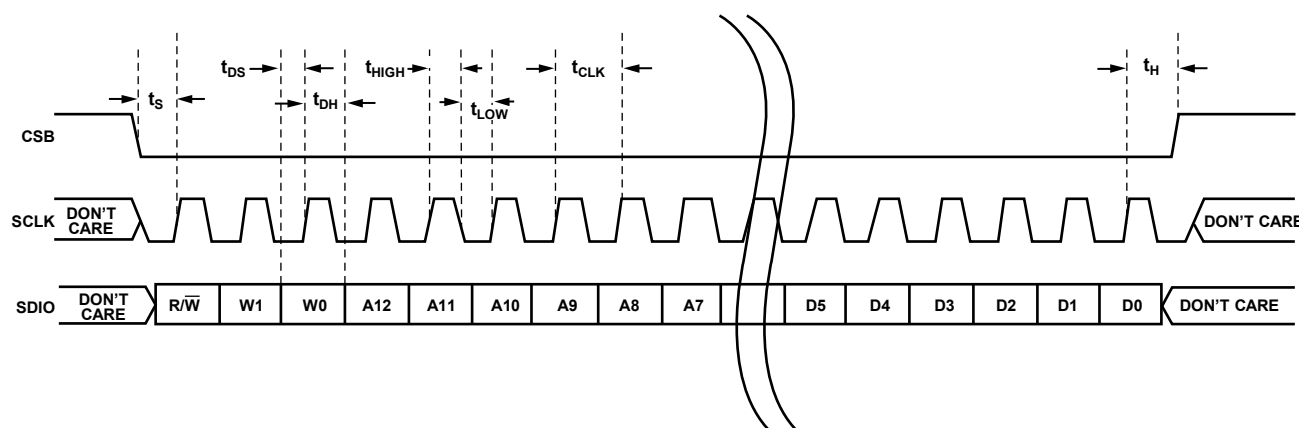 tDS
tHIGH
tCLK
tH
tS
tDH
tLOW
CSB
SCLK
DON'T
CARE
DON'T CARE
SDIO
DON'T
CARE
R/W̅
W1
W0
A12
A11
A10
A9
A8
A7
D5
D4
D3
D2
D1
D0
DON'T CARE